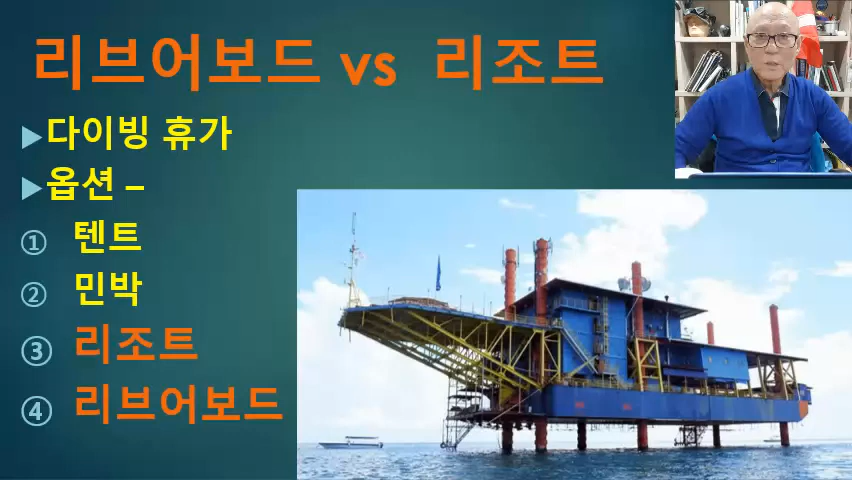 리브어보드 vs 리조트
▶다이빙 휴가
▶옵션 –
① 텐트
② 민박
③ 리조트
④ 리브어보드